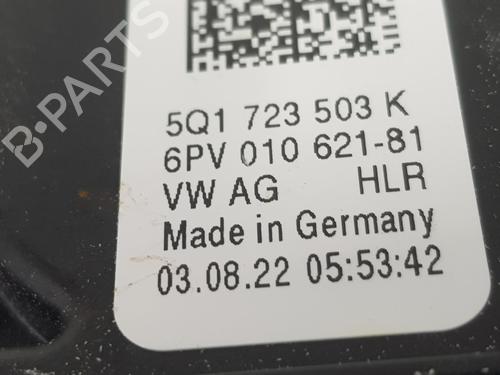 5Q1 723 503 K
6PV 010 621-81
VW AG HLR
Made in Germany
03.08.22 05:53:42
B-PARTS